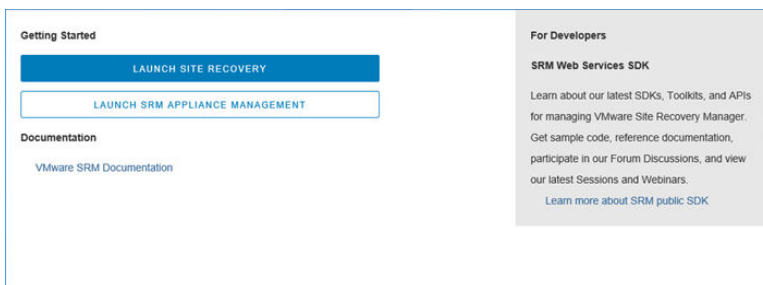 Getting Started
LAUNCH SITE RECOVERY
LAUNCH SRM APPLIANCE MANAGEMENT
Documentation
VMware SRM Documentation
For Developers
SRM Web Services SDK
Learn about our latest SDKs, Toolkits, and APIs
for managing VMware Site Recovery Manager.
Get sample code, reference documentation,
participate in our Forum Discussions, and view
our latest Sessions and Webinars.
Learn more about SRM public SDK